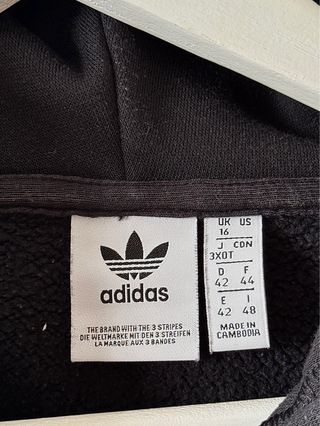 adidas
THE BRAND WITH THE 3 STRIPES
DIE WELTMARKE MIT DEN 3 STREIFEN
LA MARQUE AUX 3 BANDES
UK US
16
J CDN
3XOT
D F
42 44
E I
42 48
MADE IN
CAMBODIA